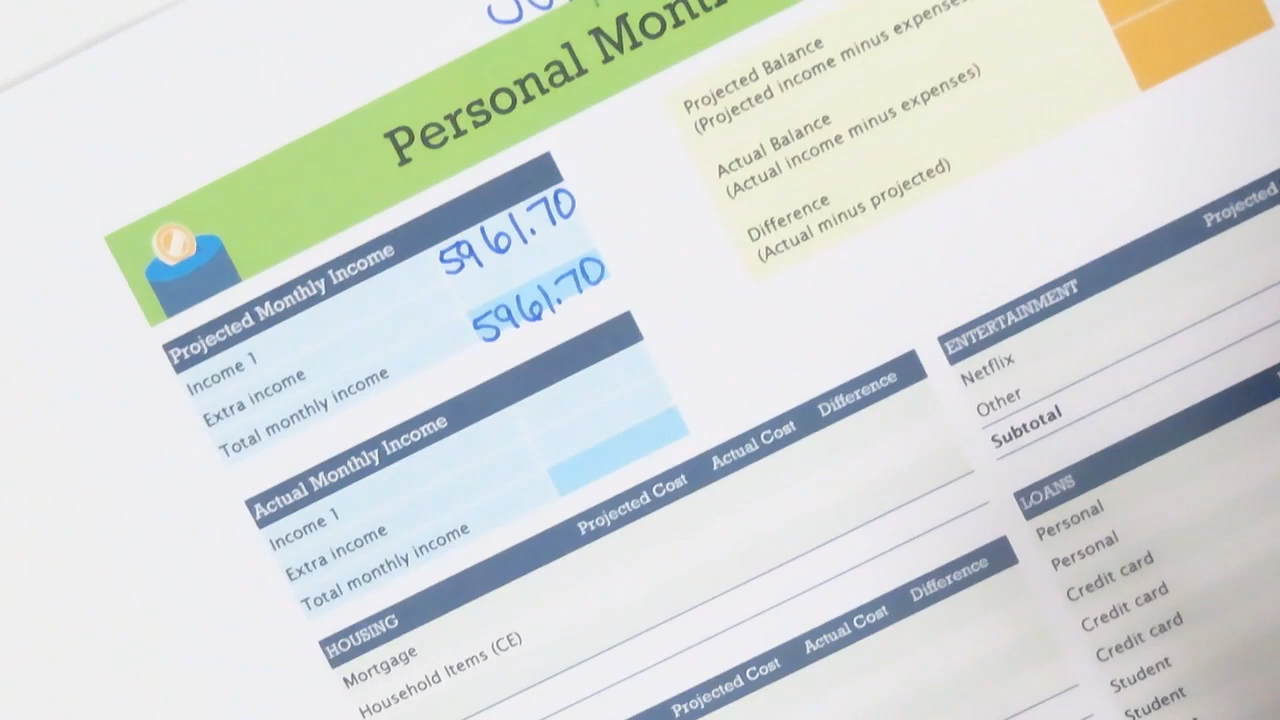 Personal
Projected Monthly Income
Income 1 5961.70
Extra income
Total monthly income 5961.70
Actual Monthly Income
Income 1
Extra income
Total monthly income
Projected Balance
(Projected income minus expenses
Actual Balance
(Actual income minus expenses)
Difference
(Actual minus projected)
HOUSING Projected Cost Actual Cost Difference
Mortgage
Household Items (CE)
Projected Cost Actual Cost Difference
ENTERTAINMENT Projected
Netflix
Other
Subtotal
LOANS
Personal
Personal
Credit card
Credit card
Credit card
Student
Student